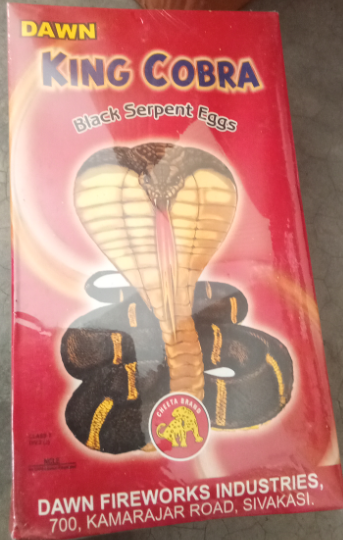 DAWN
KING COBRA
Black Serpent Eggs
CHEETA BRAND
DAWN FIREWORKS INDUSTRIES,
700, KAMARAJAR ROAD, SIVAKASI.